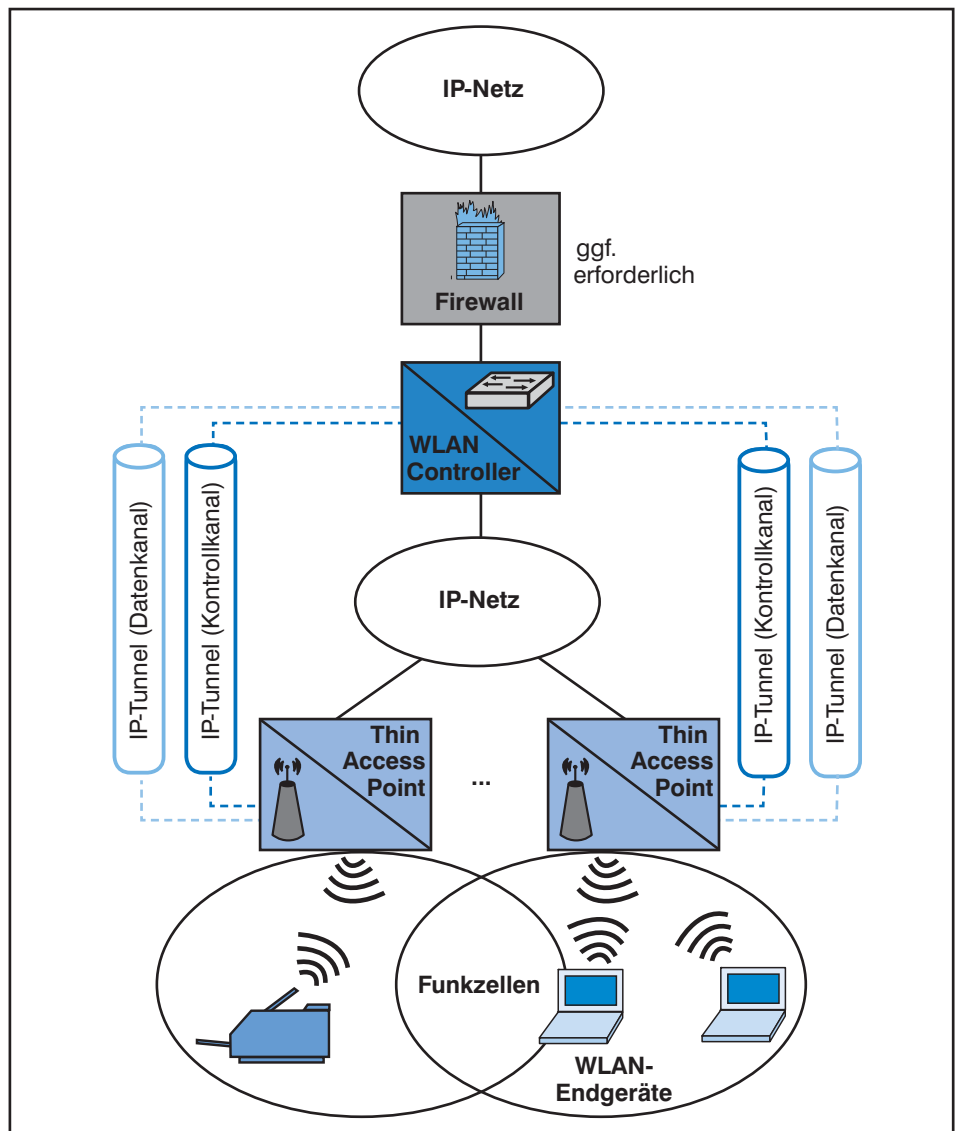 IP-Netz
Firewall
ggf.
erforderlich
WLAN
Controller
IP-Tunnel (Datenkanal)
IP-Tunnel (Kontrollkanal)
IP-Tunnel (Kontrollkanal)
IP-Tunnel (Datenkanal)
IP-Netz
Thin
Access
Point
...
Thin
Access
Point
Funkzellen
WLAN-
Endgeräte